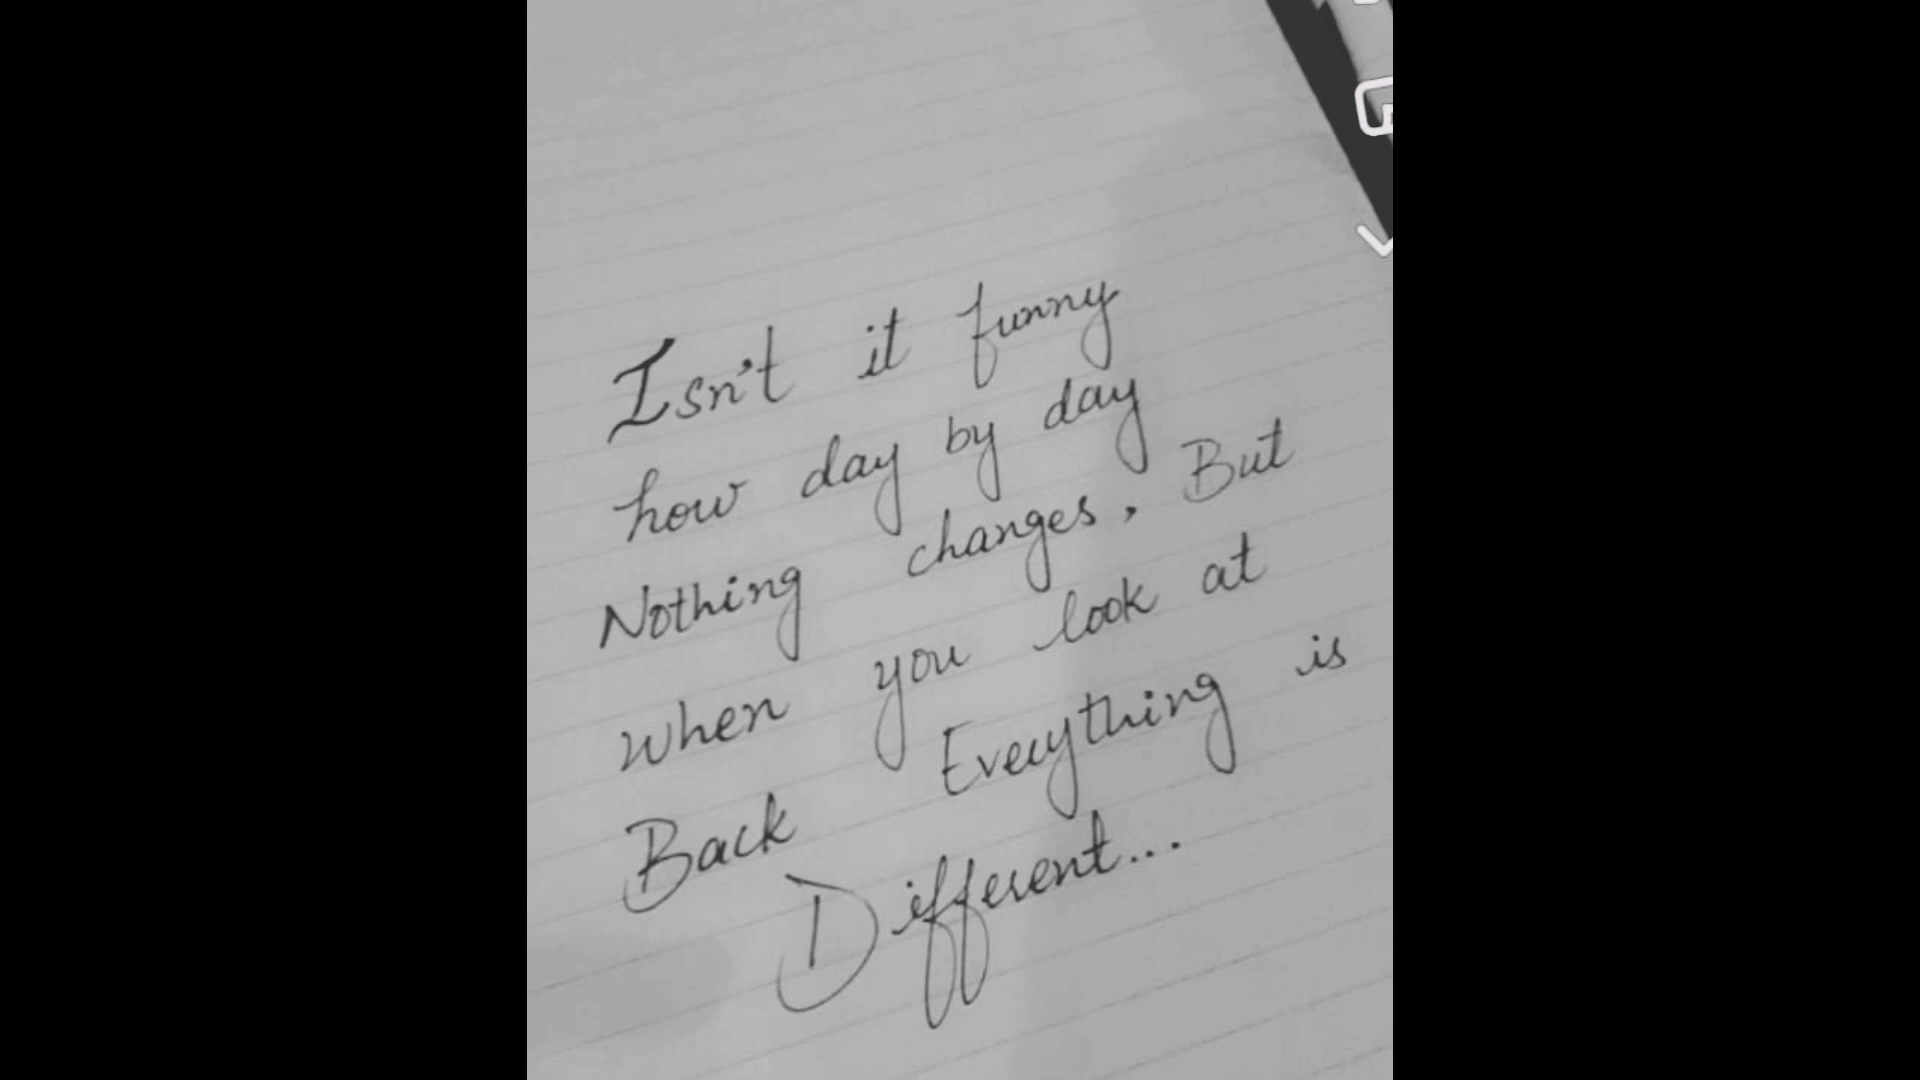 Isn't it funny
how day by day
Nothing changes, But
when you look at
Back Everything is
Different...